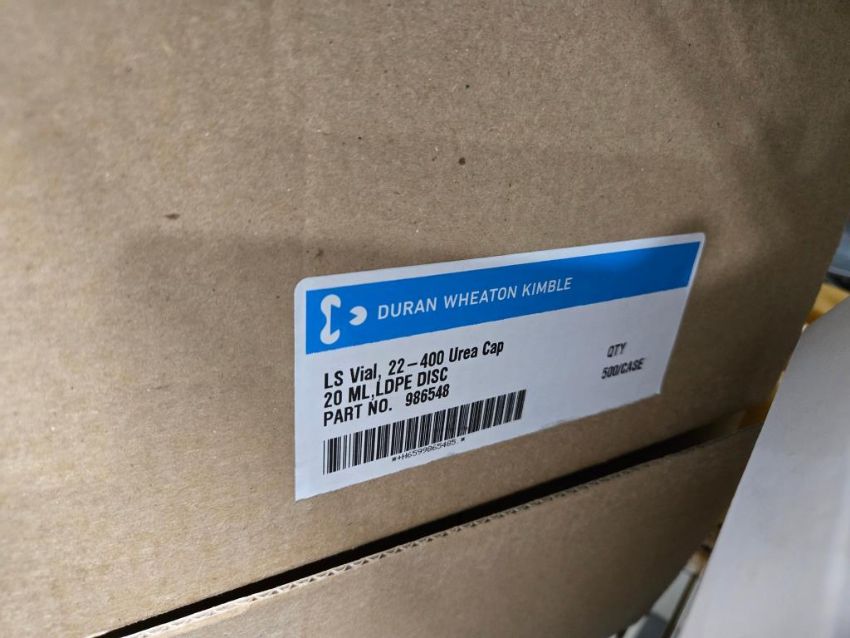 DURAN WHEATON KIMBLE
LS Vial, 22-400 Urea Cap
20 ML,LDPE DISC
PART NO. 986548
QTY
500/CASE
*+H6599865485.*